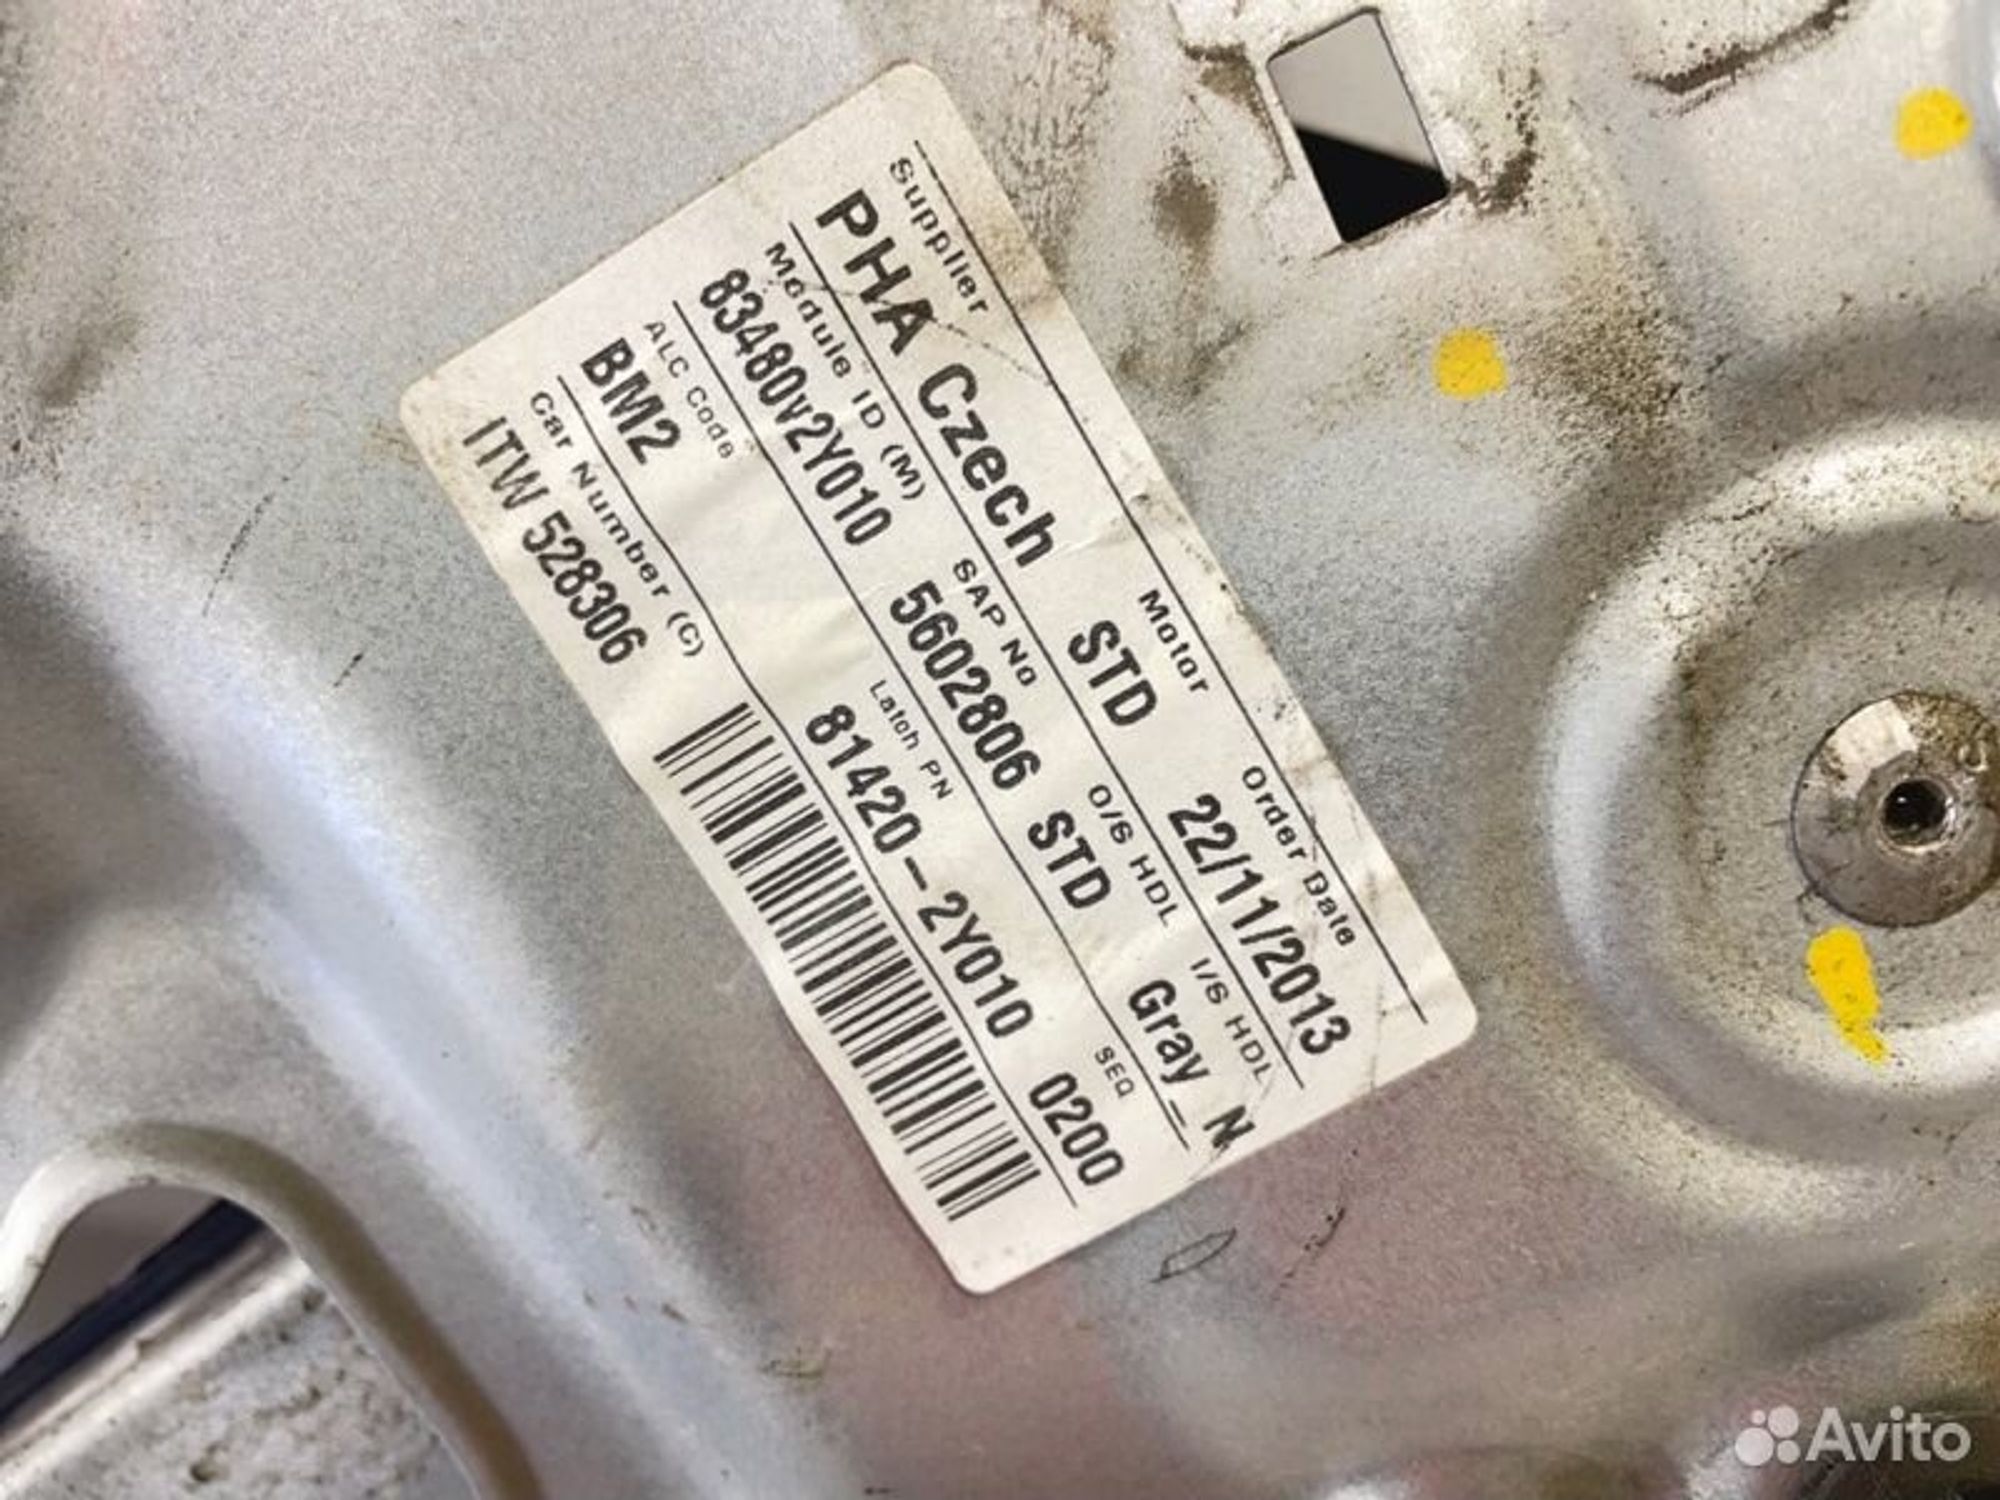 Supplier Motor Order Date
PHA Czech STD 22/11/2013
Module ID (M) SAP No O/S HDL I/S HDL
83480v2Y010 5602806 STD Gray - N
ALC Code Latch PN SEQ
BM2 81420-2Y010 0200
Car Number (C)
ITW 528306
Avito